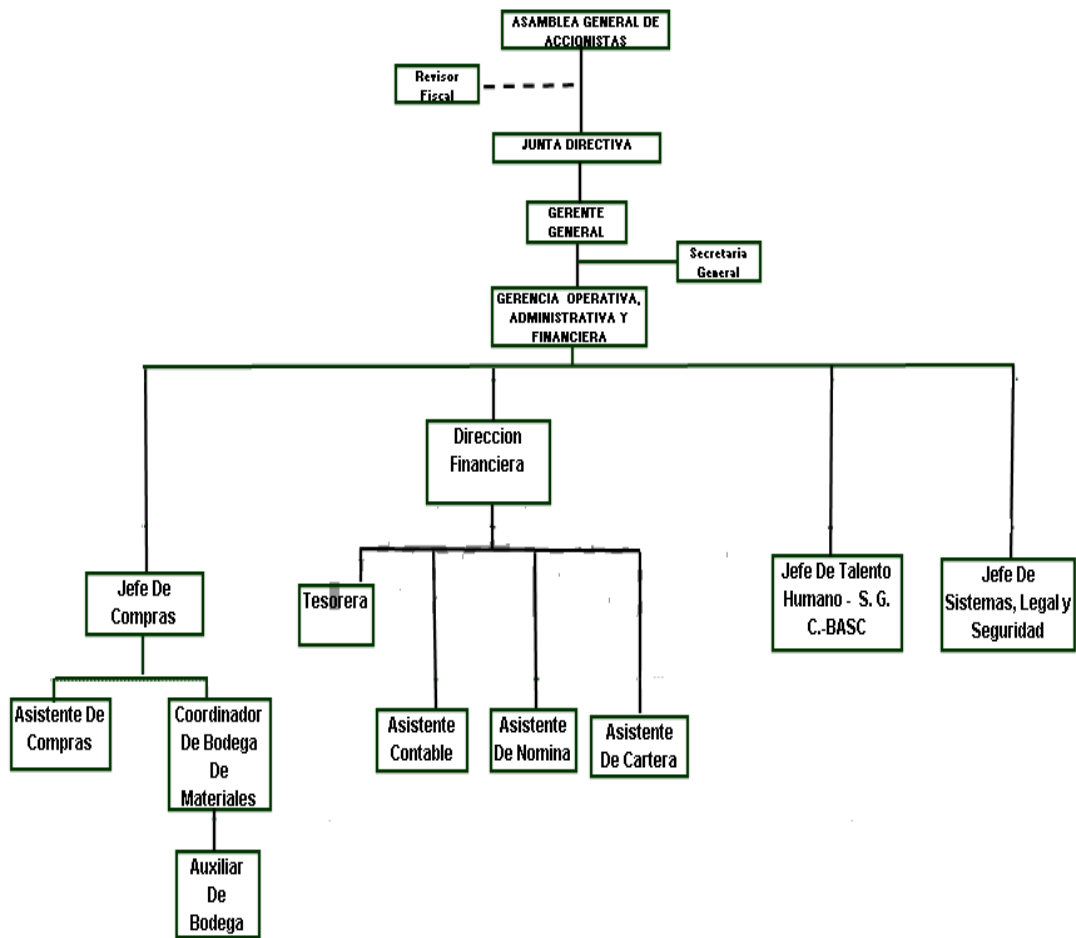 ASAMBLEA GENERAL DE
ACCIONISTAS
Revisor
Fiscal
JUNTA DIRECTIVA
GERENTE
GENERAL
Secretaria
General
GERENCIA OPERATIVA,
ADMINISTRATIVA Y
FINANCIERA
Direccion
Financiera
Jefe De
Compras
Tesorera
Jefe De Talento
Humano - S. G.
C.-BASC
Jefe De
Sistemas, Legal y
Seguridad
Asistente De
Compras
Coordinador
De Bodega
De
Materiales
Asistente
Contable
Asistente
De Nomina
Asistente
De Cartera
Auxiliar
De
Bodega